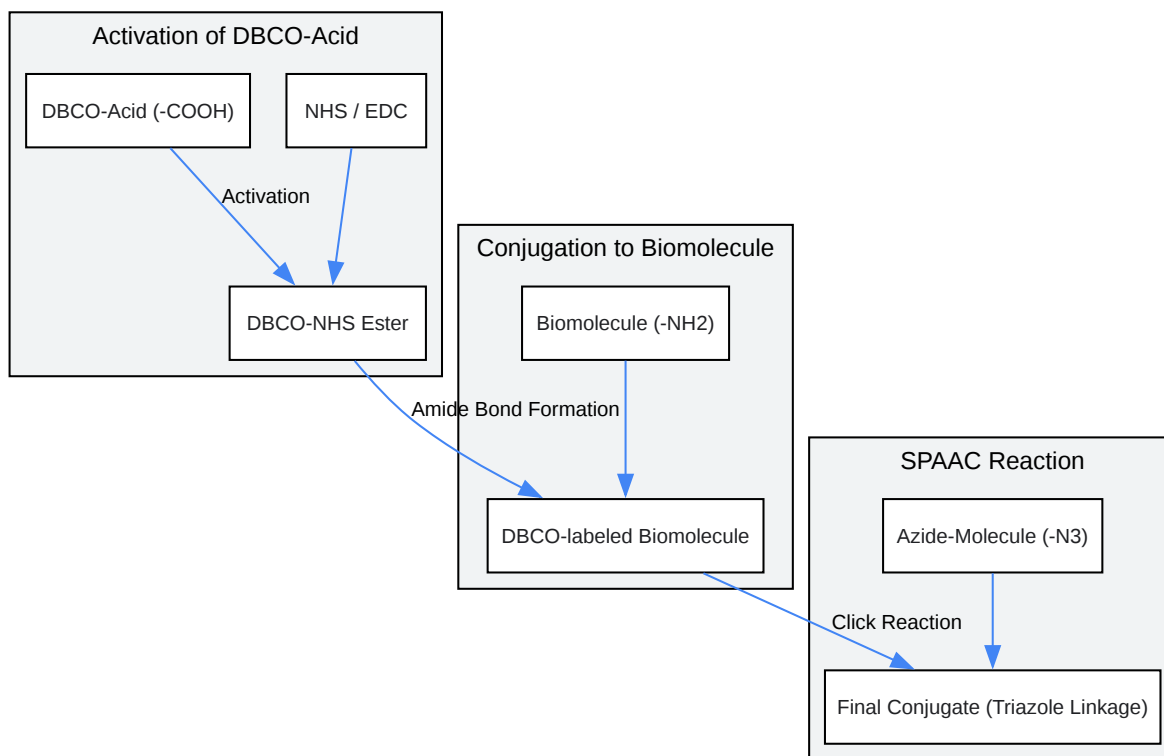 Activation of DBCO-Acid
DBCO-Acid (-COOH)
NHS / EDC
Activation
DBCO-NHS Ester
Conjugation to Biomolecule
Biomolecule (-NH2)
Amide Bond Formation
DBCO-labeled Biomolecule
SPAAC Reaction
Azide-Molecule (-N3)
Click Reaction
Final Conjugate (Triazole Linkage)